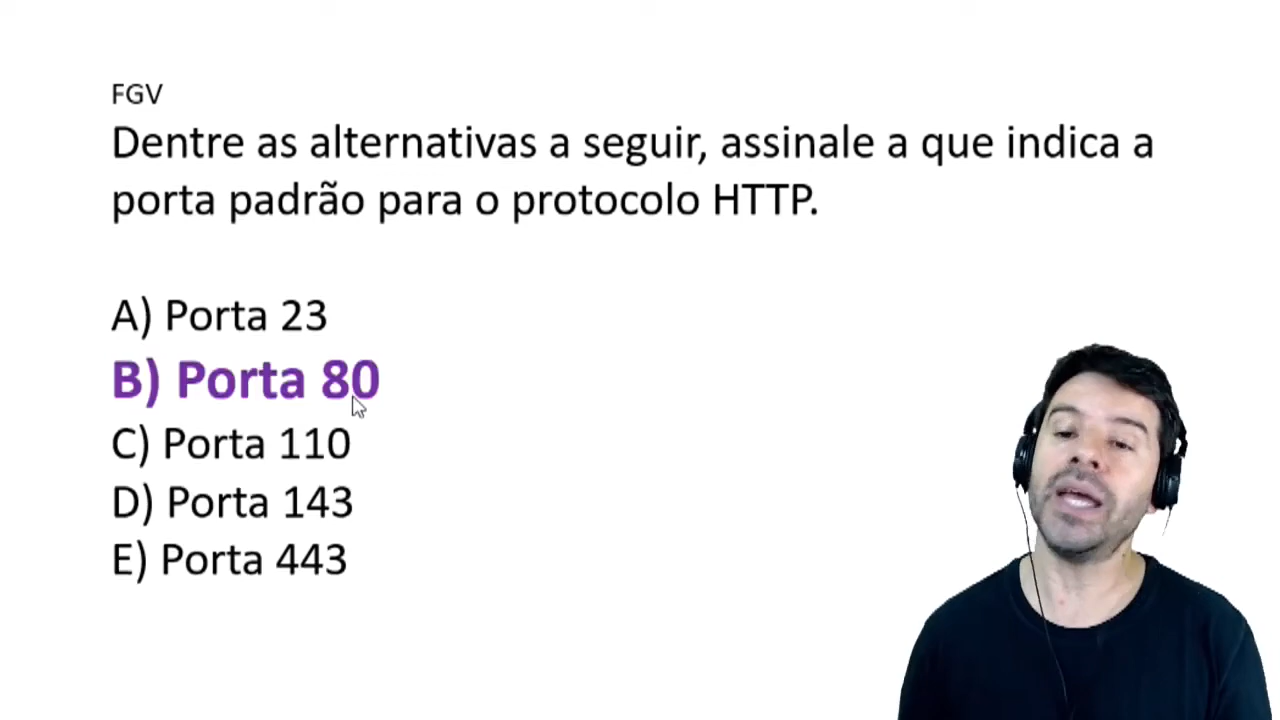 FGV
Dentre as alternativas a seguir, assinale a que indica a
porta padrão para o protocolo HTTP.
A) Porta 23
B) Porta 80
C) Porta 110
D) Porta 143
E) Porta 443